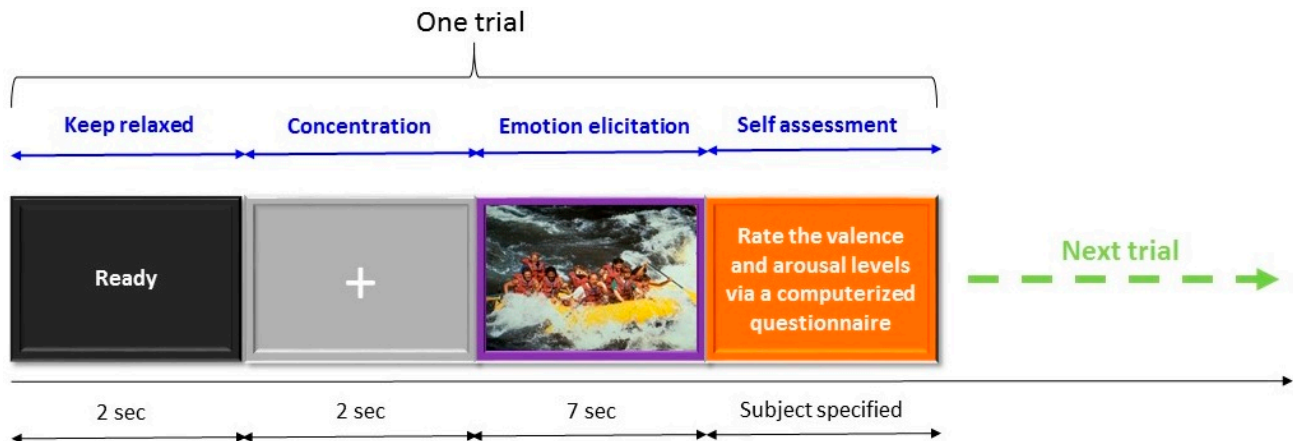 One trial
Keep relaxed
Concentration
Emotion elicitation
Self assessment
Ready
+
Rate the valence
and arousal levels
via a computerized
questionnaire
Next trial
2 sec
2 sec
7 sec
Subject specified